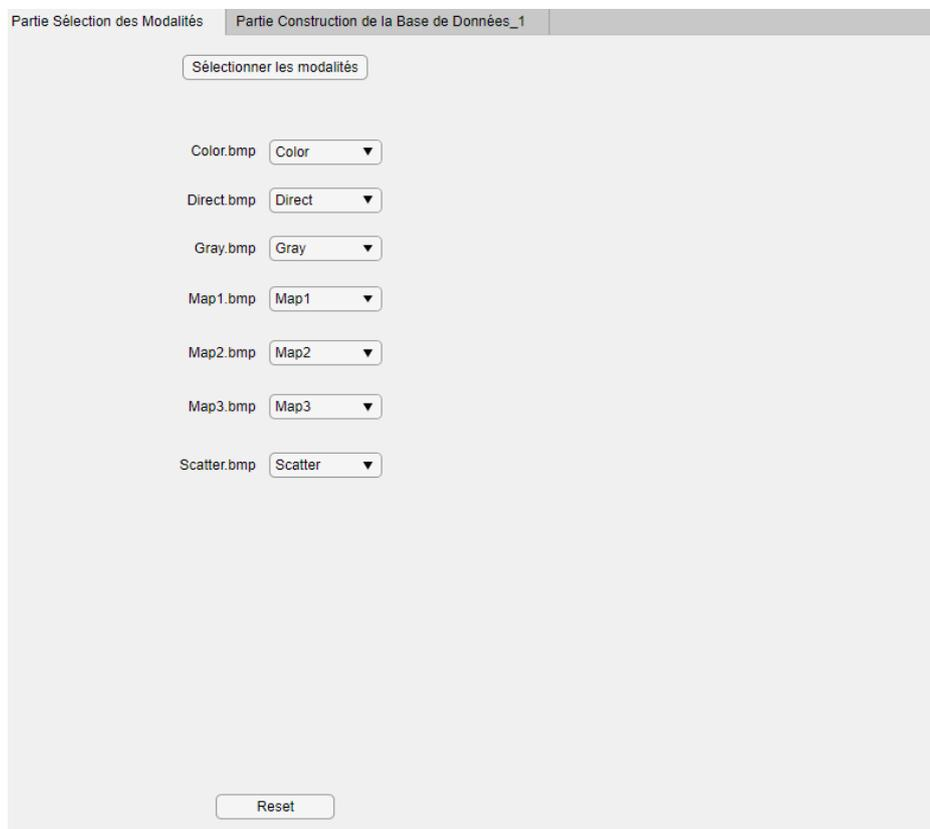 Partie Sélection des Modalités Partie Construction de la Base de Données_1
Sélectionner les modalités
Color.bmp Color
Direct.bmp Direct
Gray.bmp Gray
Map1.bmp Map1
Map2.bmp Map2
Map3.bmp Map3
Scatter.bmp Scatter
Reset